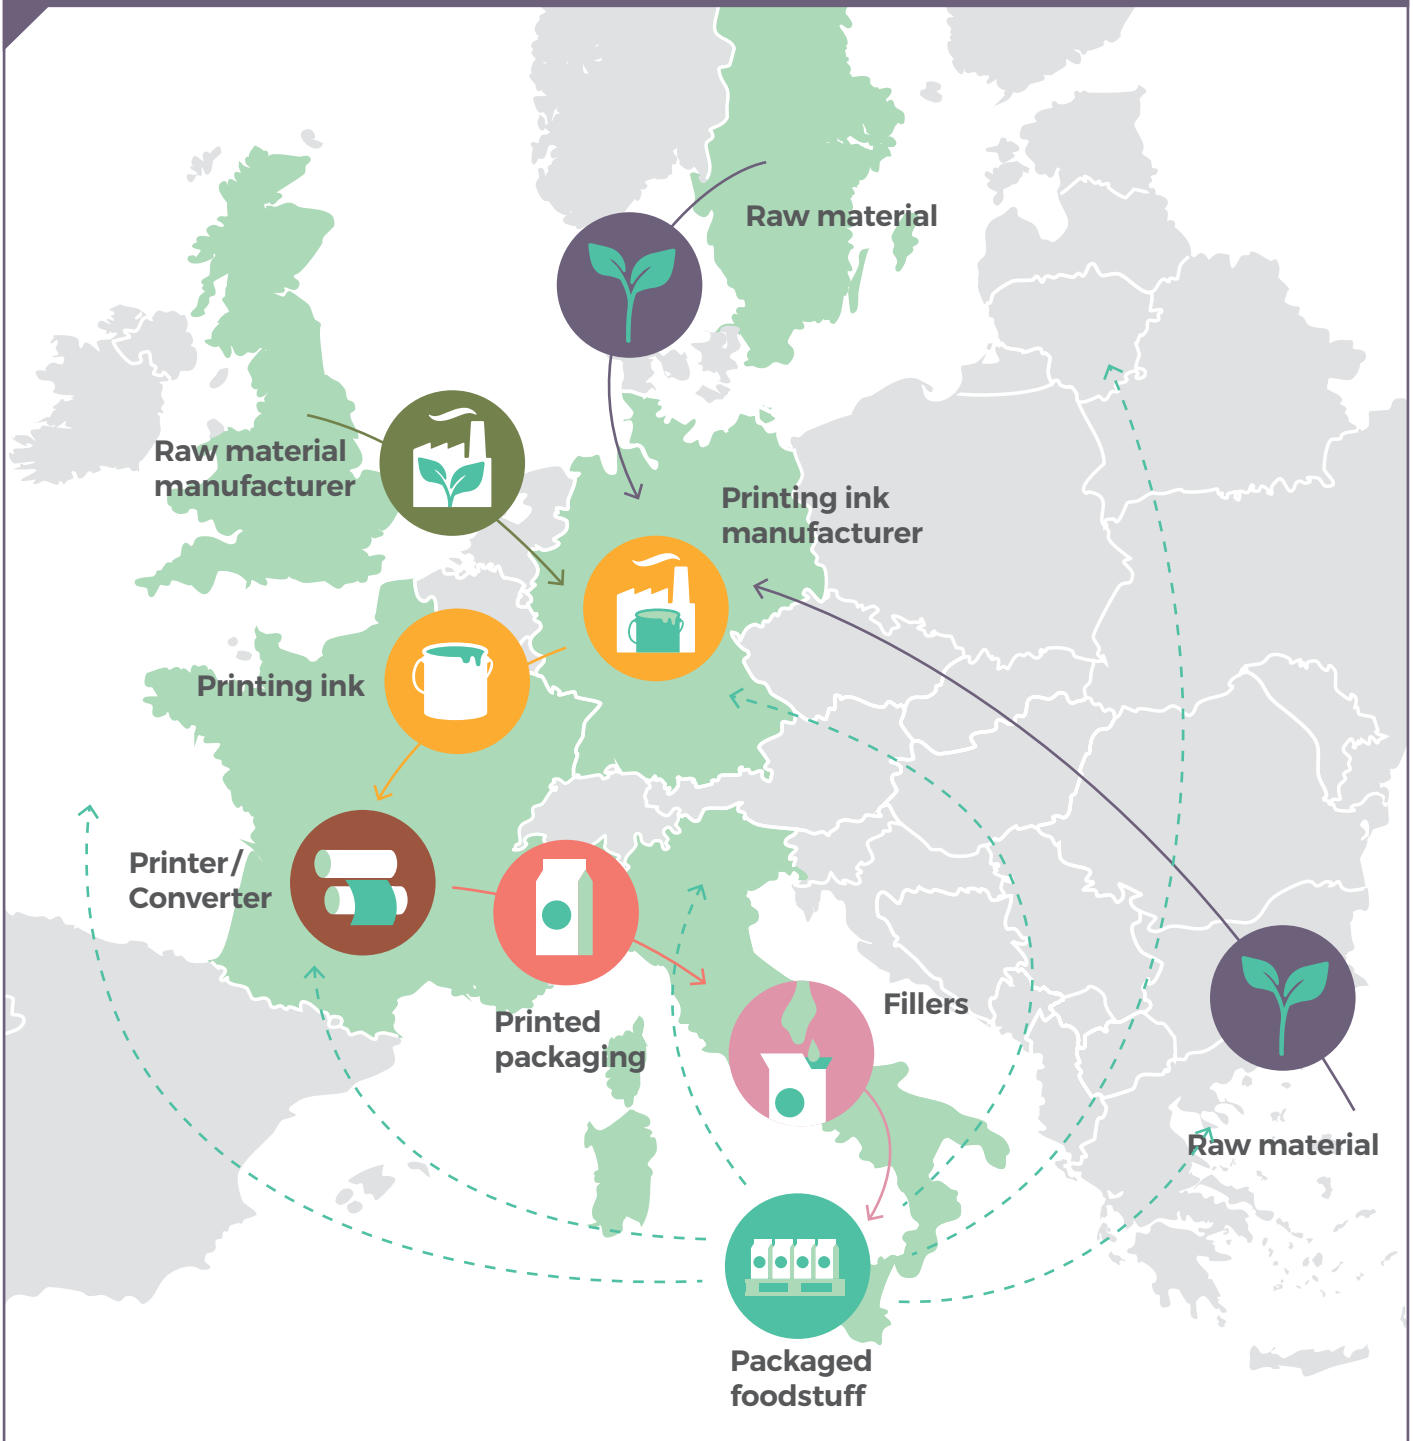 Raw material
Raw material
manufacturer
Printing ink
manufacturer
Printing ink
Printer/
Converter
Printed
packaging
Fillers
Raw material
Packaged
foodstuff